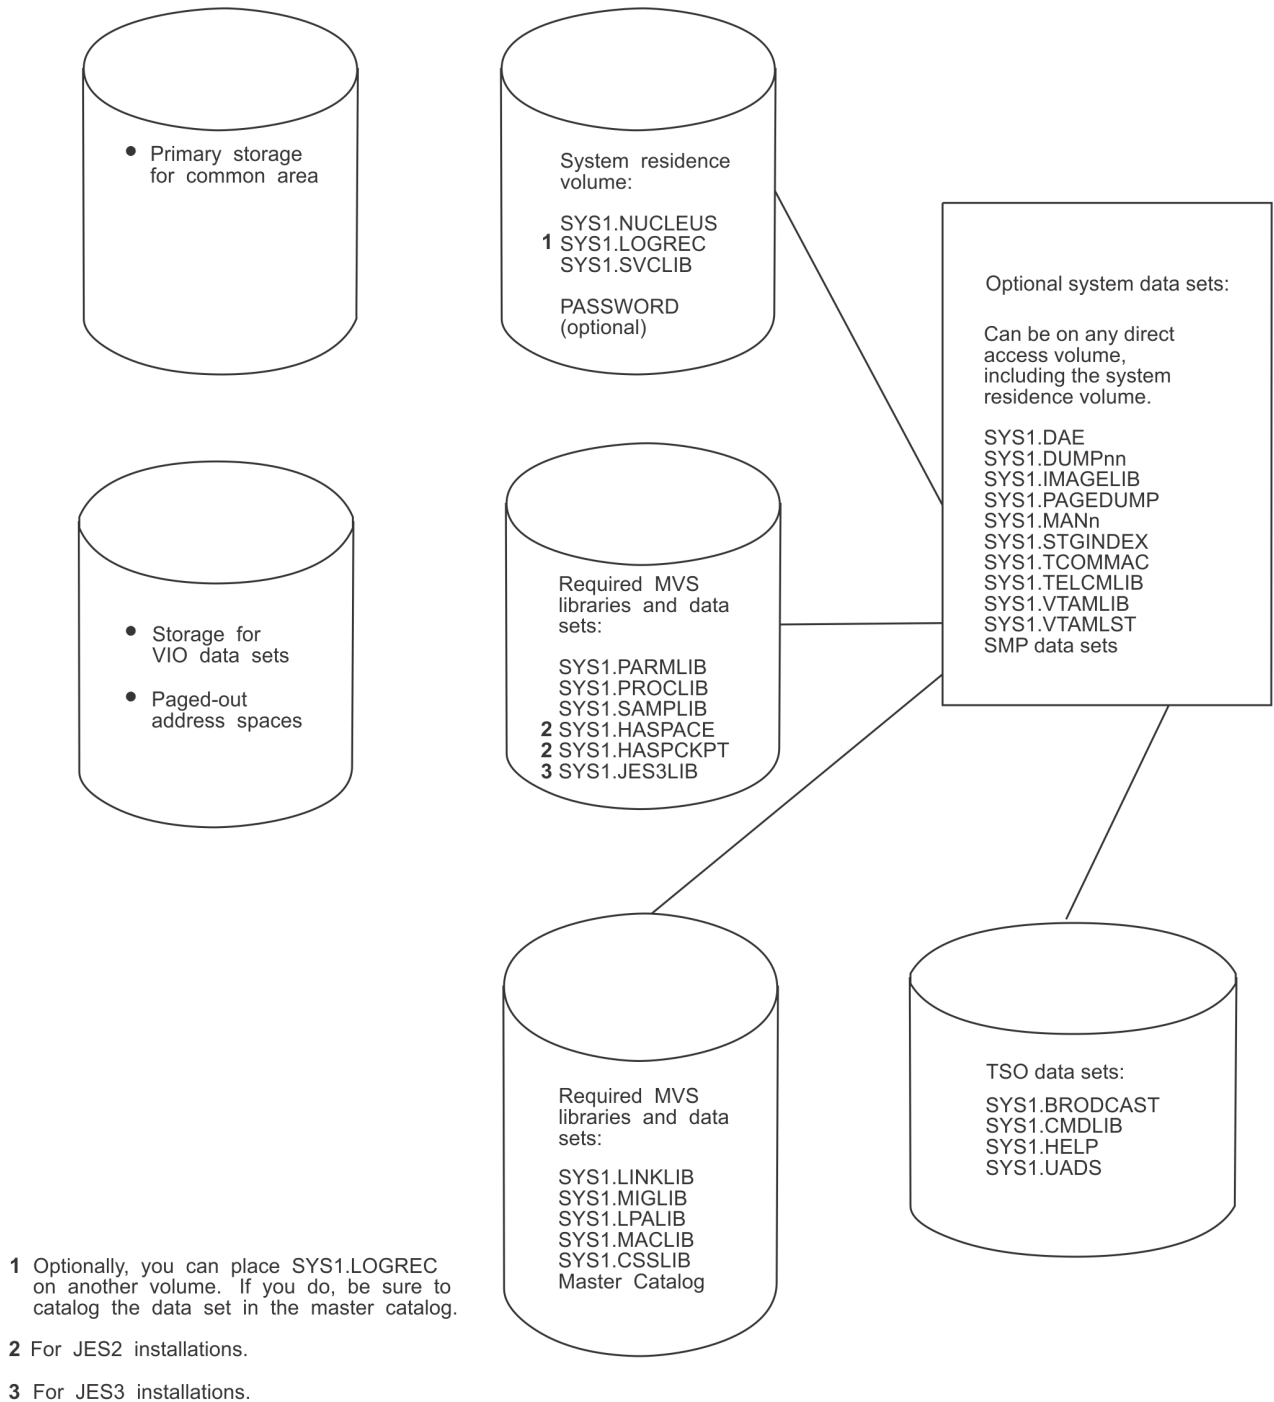 • Primary storage
for common area
System residence
volume:
SYS1.NUCLEUS
1 SYS1.LOGREC
SYS1.SVCLIB
PASSWORD
(optional)
Optional system data sets:
Can be on any direct
access volume,
including the system
residence volume.
SYS1.DAE
SYS1.DUMPnn
SYS1.IMAGELIB
SYS1.PAGEDUMP
SYS1.MANn
SYS1.STGINDEX
SYS1.TCOMMAC
SYS1.TELCMLIB
SYS1.VTAMLIB
SYS1.VTAMLST
SMP data sets
• Storage for
VIO data sets
• Paged-out
address spaces
Required MVS
libraries and data
sets:
SYS1.PARMLIB
SYS1.PROCLIB
SYS1.SAMPLIB
2 SYS1.HASPACE
2 SYS1.HASPCKPT
3 SYS1.JES3LIB
Required MVS
libraries and data
sets:
SYS1.LINKLIB
SYS1.MIGLIB
SYS1.LPALIB
SYS1.MACLIB
SYS1.CSSLIB
Master Catalog
TSO data sets:
SYS1.BRODCAST
SYS1.CMDLIB
SYS1.HELP
SYS1.UADS
1 Optionally, you can place SYS1.LOGREC
on another volume. If you do, be sure to
catalog the data set in the master catalog.
2 For JES2 installations.
3 For JES3 installations.